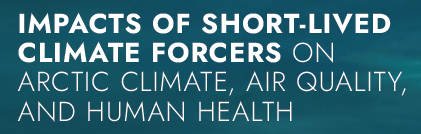 IMPACTS OF SHORT-LIVED
CLIMATE FORCERS ON
ARCTIC CLIMATE, AIR QUALITY,
AND HUMAN HEALTH